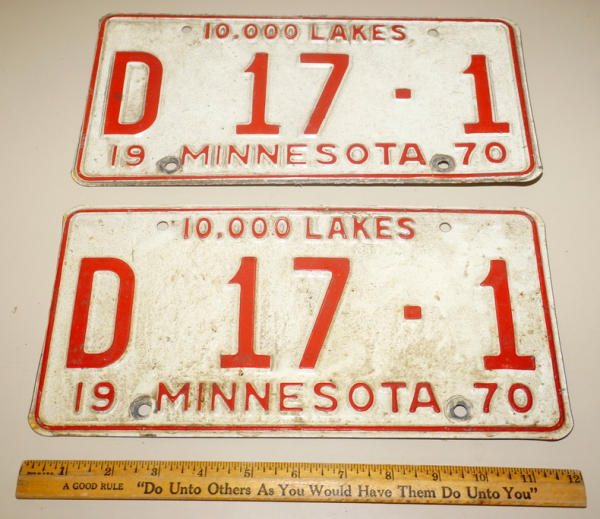 10,000 LAKES
D 17·1
19 MINNESOTA 70
10,000 LAKES
D 17·1
19 MINNESOTA 70
1 2 3 4 5 6 7 8 9 10 11 12
A GOOD RULE "Do Unto Others As You Would Have Them Do Unto You"